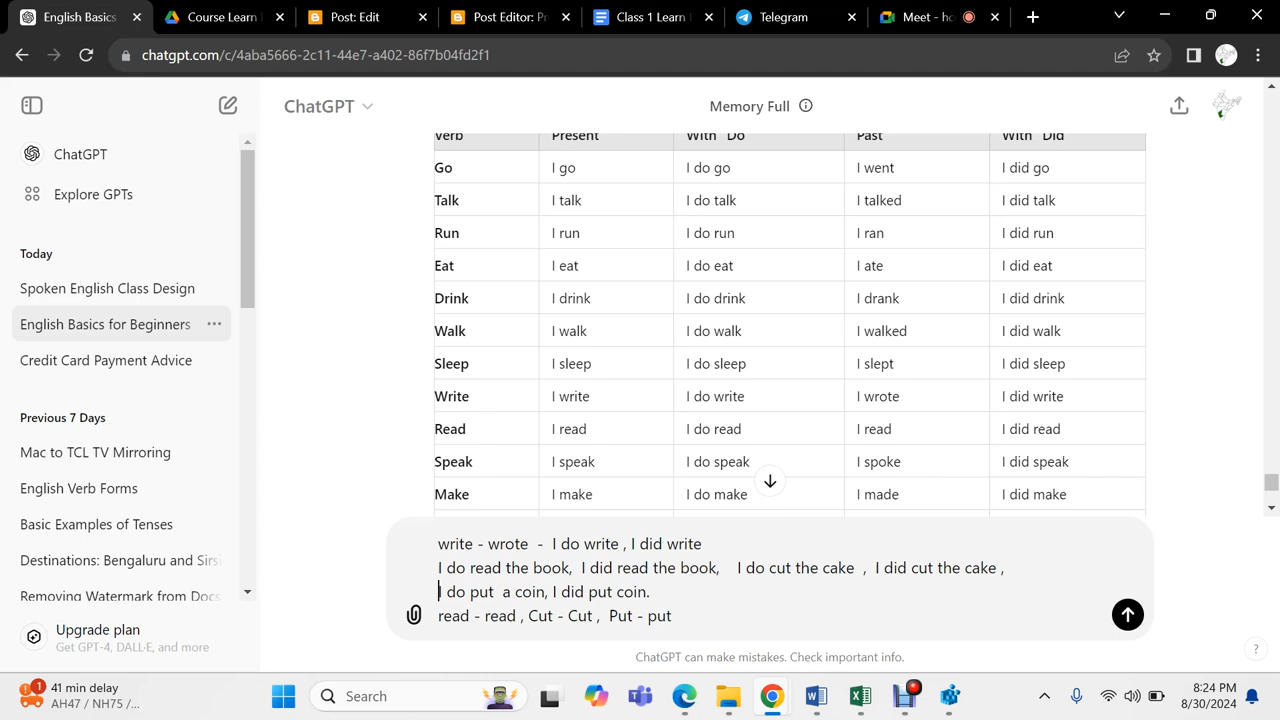 English Basics
Course Learn
Post: Edit
Post Editor: Pr
Class 1 Learn
Telegram
Meet - ho
chatgpt.com/c/4aba5666-2c11-44e7-a402-86f7b04fd2f1
ChatGPT
Memory Full
ChatGPT
Explore GPTs
Today
Spoken English Class Design
English Basics for Beginners
Credit Card Payment Advice
Previous 7 Days
Mac to TCL TV Mirroring
English Verb Forms
Basic Examples of Tenses
Destinations: Bengaluru and Sirsi
Removing Watermark from Docs
Upgrade plan
Get GPT-4, DALL·E, and more
Verb Present With "Do" Past With "Did"
Go I go I do go I went I did go
Talk I talk I do talk I talked I did talk
Run I run I do run I ran I did run
Eat I eat I do eat I ate I did eat
Drink I drink I do drink I drank I did drink
Walk I walk I do walk I walked I did walk
Sleep I sleep I do sleep I slept I did sleep
Write I write I do write I wrote I did write
Read I read I do read I read I did read
Speak I speak I do speak I spoke I did speak
Make I make I do make I made I did make
write - wrote - I do write , I did write
I do read the book, I did read the book, I do cut the cake , I did cut the cake ,
I do put a coin, I did put coin.
read - read , Cut - Cut , Put - put
ChatGPT can make mistakes. Check important info.
?
1
41 min delay
AH47 / NH75 /...
Search
8:24 PM
8/30/2024